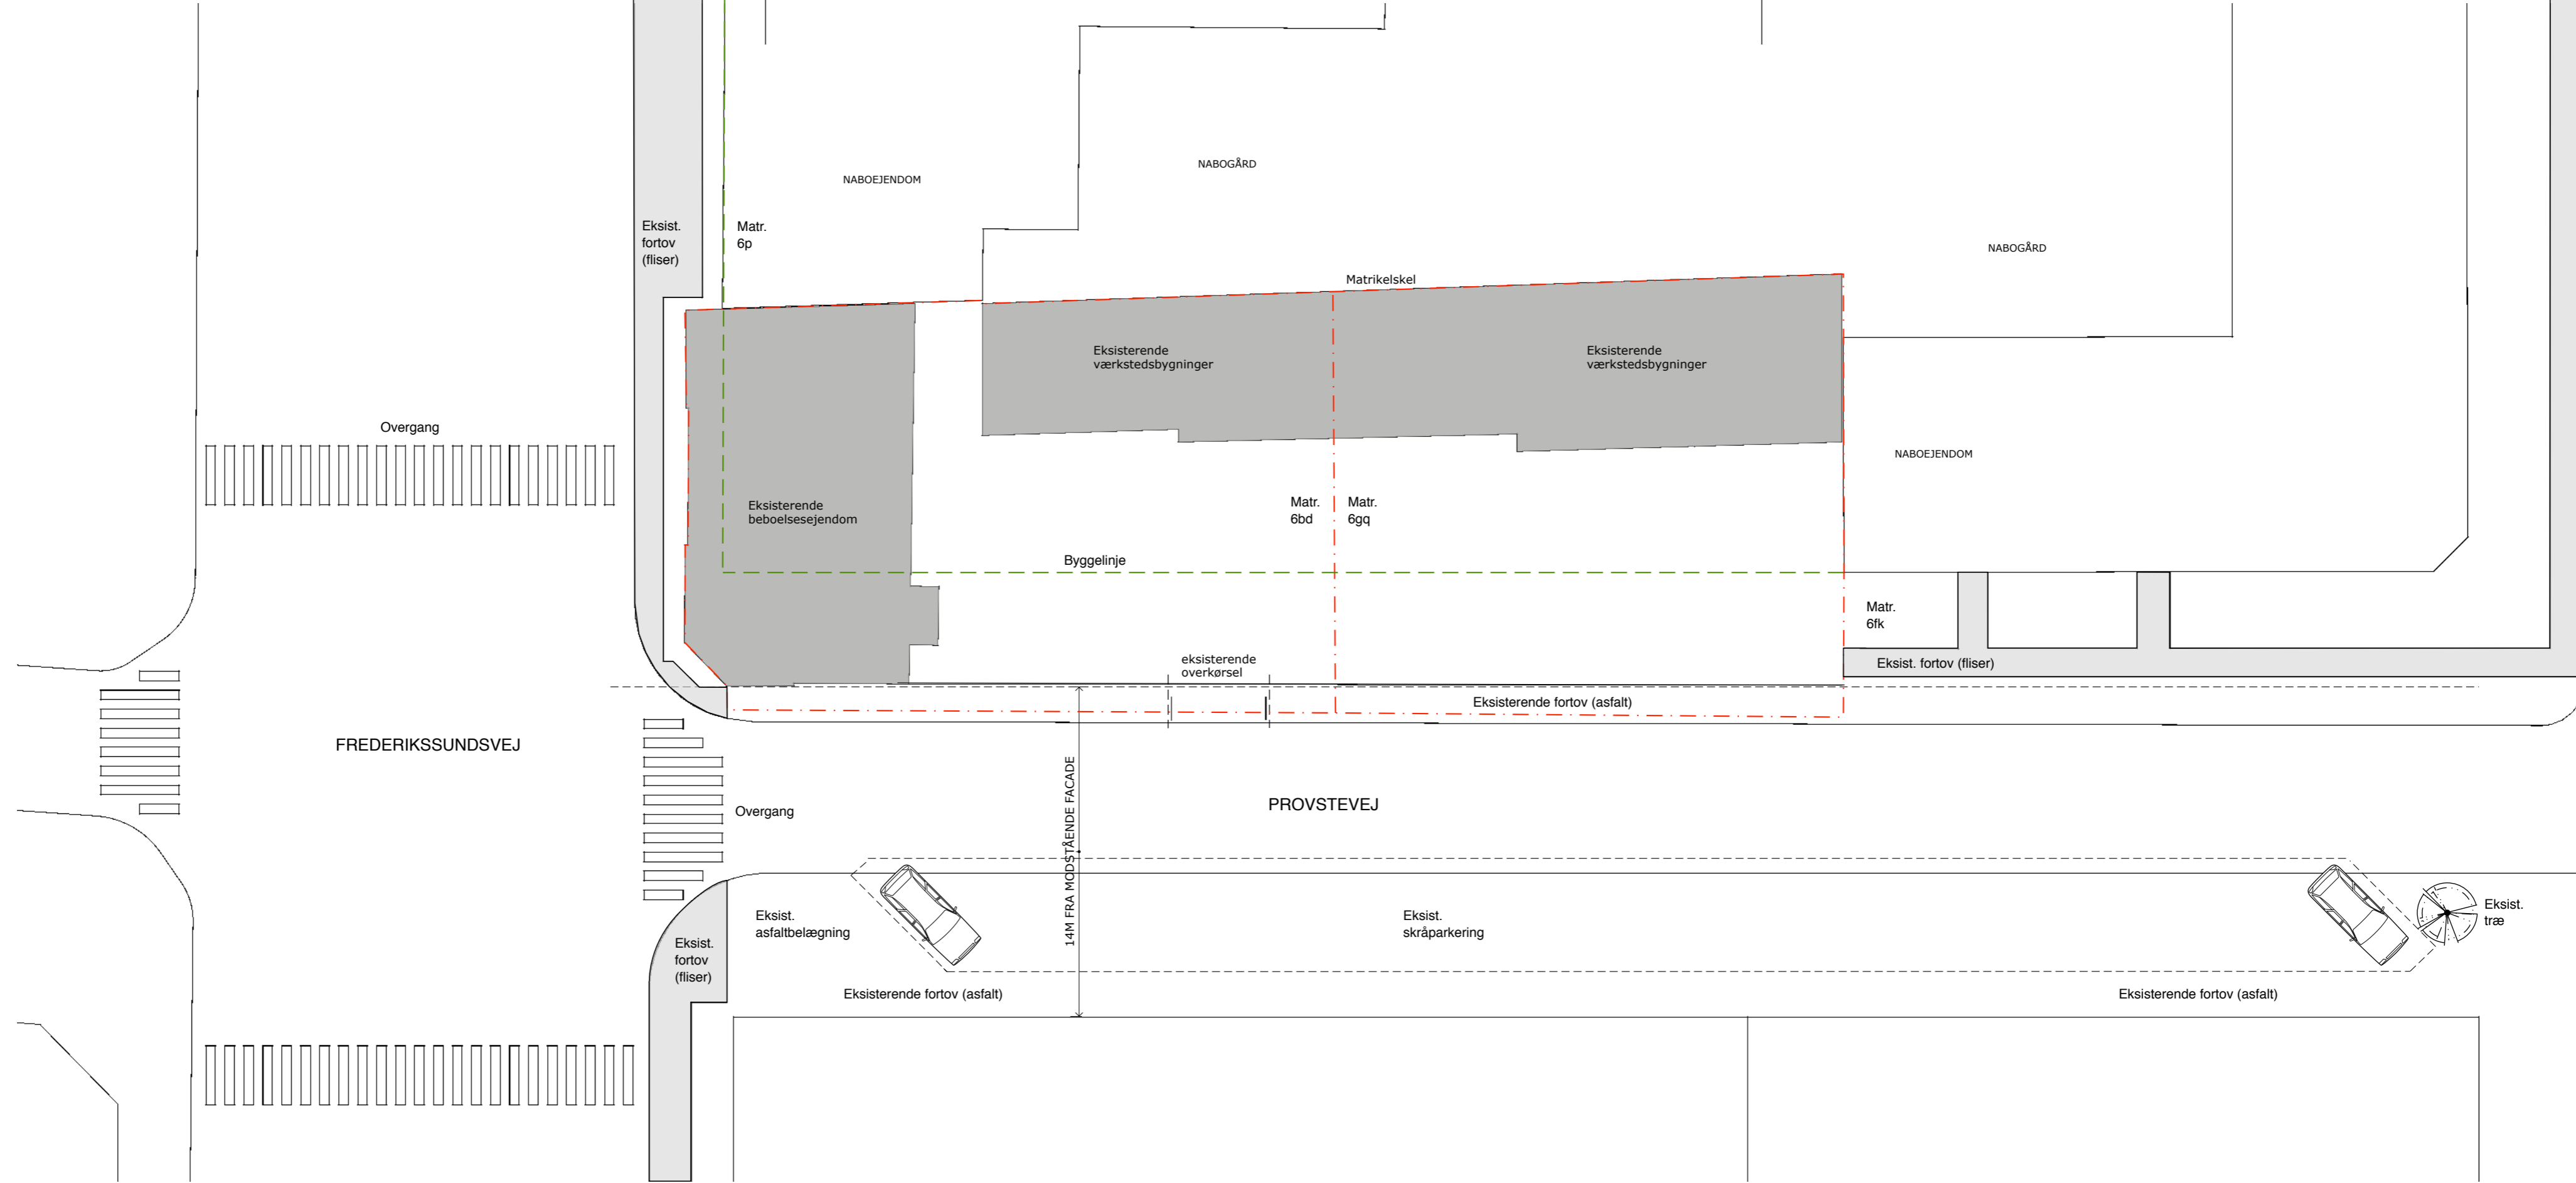 NABOGÅRD
NABOEJENDOM
Eksist.
fortov
(fliser)
Matr.
6p
NABOGÅRD
Matrikelskel
Eksisterende
værkstedsbygninger
Eksisterende
værkstedsbygninger
Overgang
NABOEJENDOM
Eksisterende
beboelsesejendom
Matr.
6bd
Matr.
6gq
Byggelinje
Matr.
6fk
eksisterende
overkørsel
Eksist. fortov (fliser)
Eksisterende fortov (asfalt)
FREDERIKSSUNDSVEJ
Overgang
14M FRA MODSTÅENDE FACADE
PROVSTEVEJ
Eksist.
asfaltbelægning
Eksist.
skråparkering
Eksist.
træ
Eksist.
fortov
(fliser)
Eksisterende fortov (asfalt)
Eksisterende fortov (asfalt)